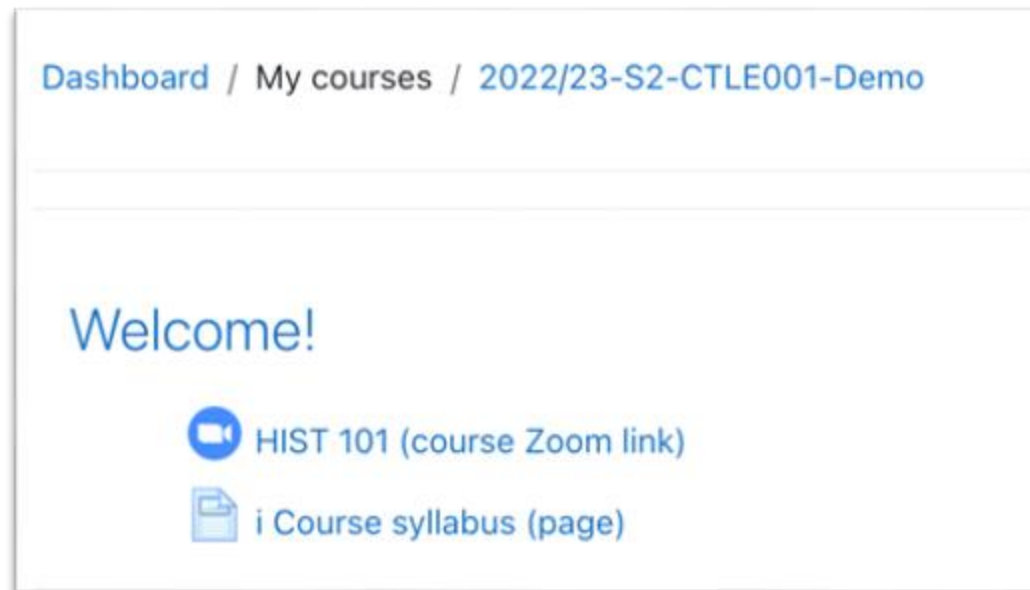 Dashboard / My courses / 2022/23-S2-CTLE001-Demo
Welcome!
HIST 101 (course Zoom link)
i Course syllabus (page)